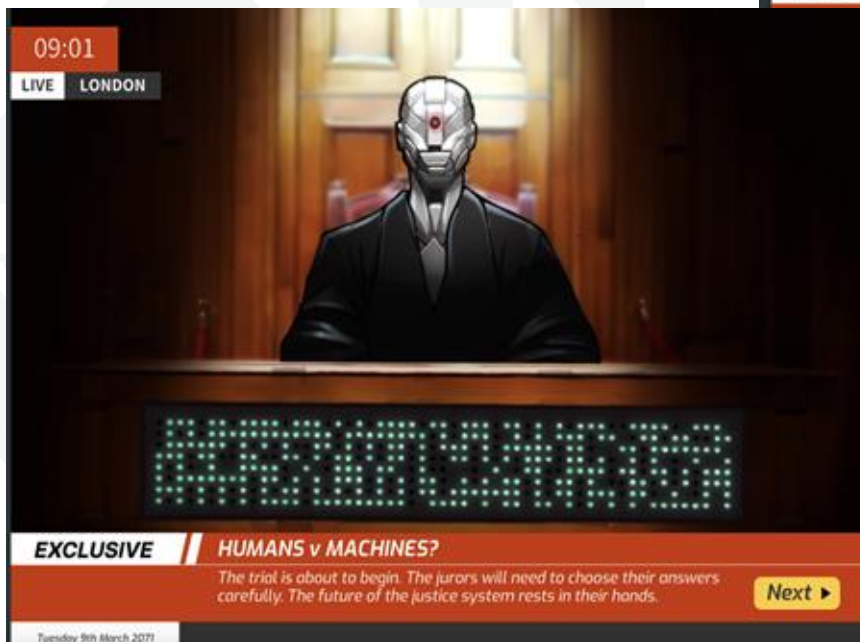 09:01
LIVE LONDON
EXCLUSIVE
HUMANS v MACHINES?
The trial is about to begin. The jurors will need to choose their answers
carefully. The future of the justice system rests in their hands.
Next
Tuesday 9th March 2071